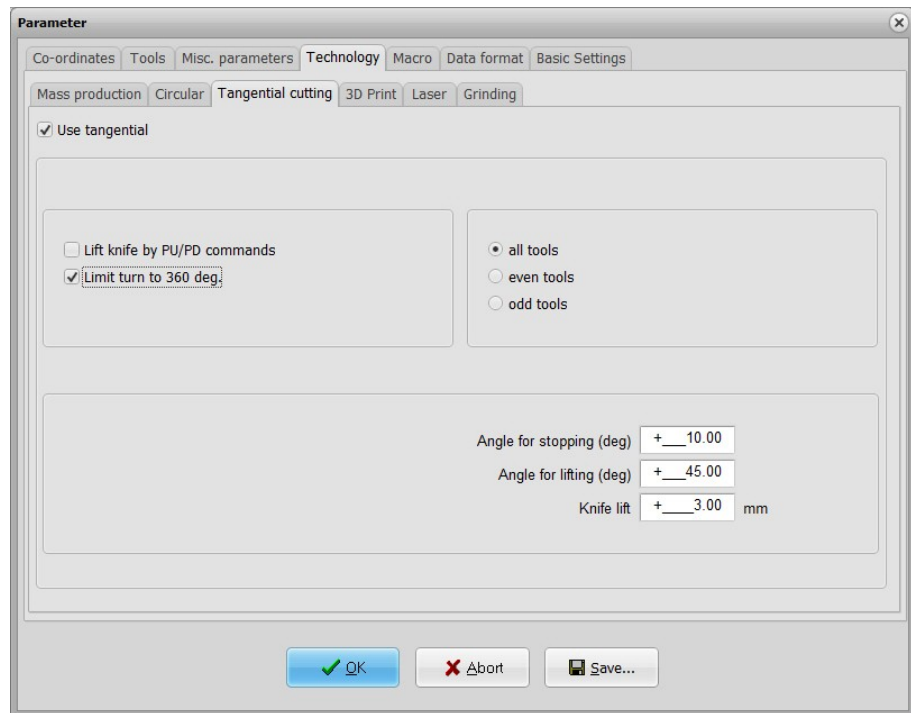 Parameter
Co-ordinates Tools Misc. parameters Technology Macro Data format Basic Settings
Mass production Circular Tangential cutting 3D Print Laser Grinding
Use tangential
Lift knife by PU/PD commands
Limit turn to 360 deg.
all tools
even tools
odd tools
Angle for stopping (deg) +___10.00
Angle for lifting (deg) +___45.00
Knife lift +____3.00 mm
OK Abort Save...